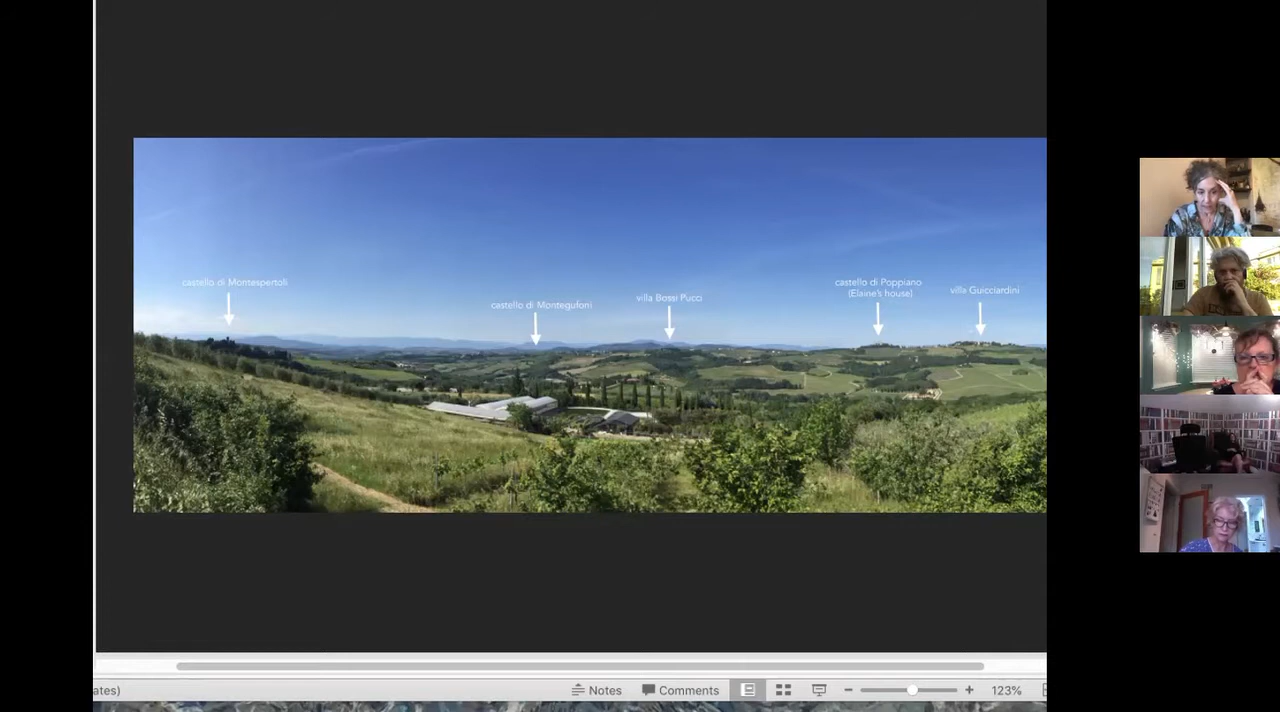 castello di Montespertoli
castello di Montegufoni
villa Bossi Pucci
castello di Poppiano
(Elaine's house)
villa Guicciardini
ates)
Notes
Comments
123%